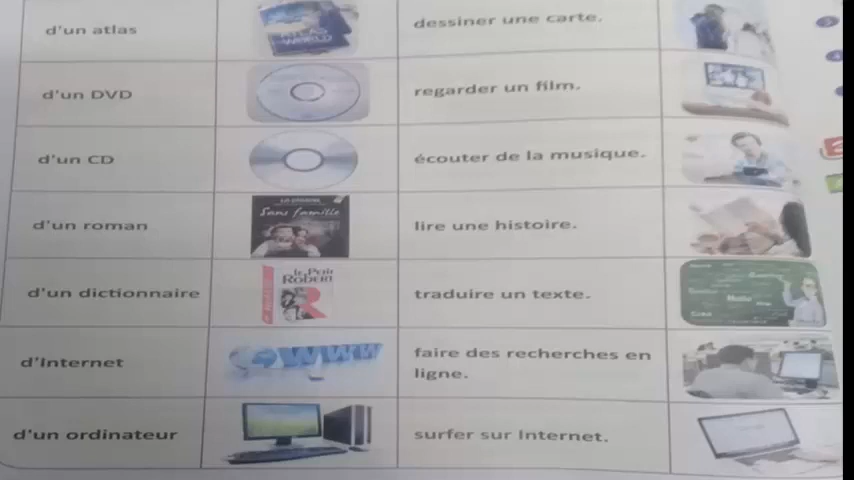 d'un atlas
ATLAS
WORLD
dessiner une carte.
d'un DVD
regarder un film.
d'un CD
écouter de la musique.
d'un roman
Sans famille
lire une histoire.
d'un dictionnaire
le Petit
ROBERT
traduire un texte.
d'Internet
WWW
faire des recherches en
ligne.
d'un ordinateur
surfer sur Internet.